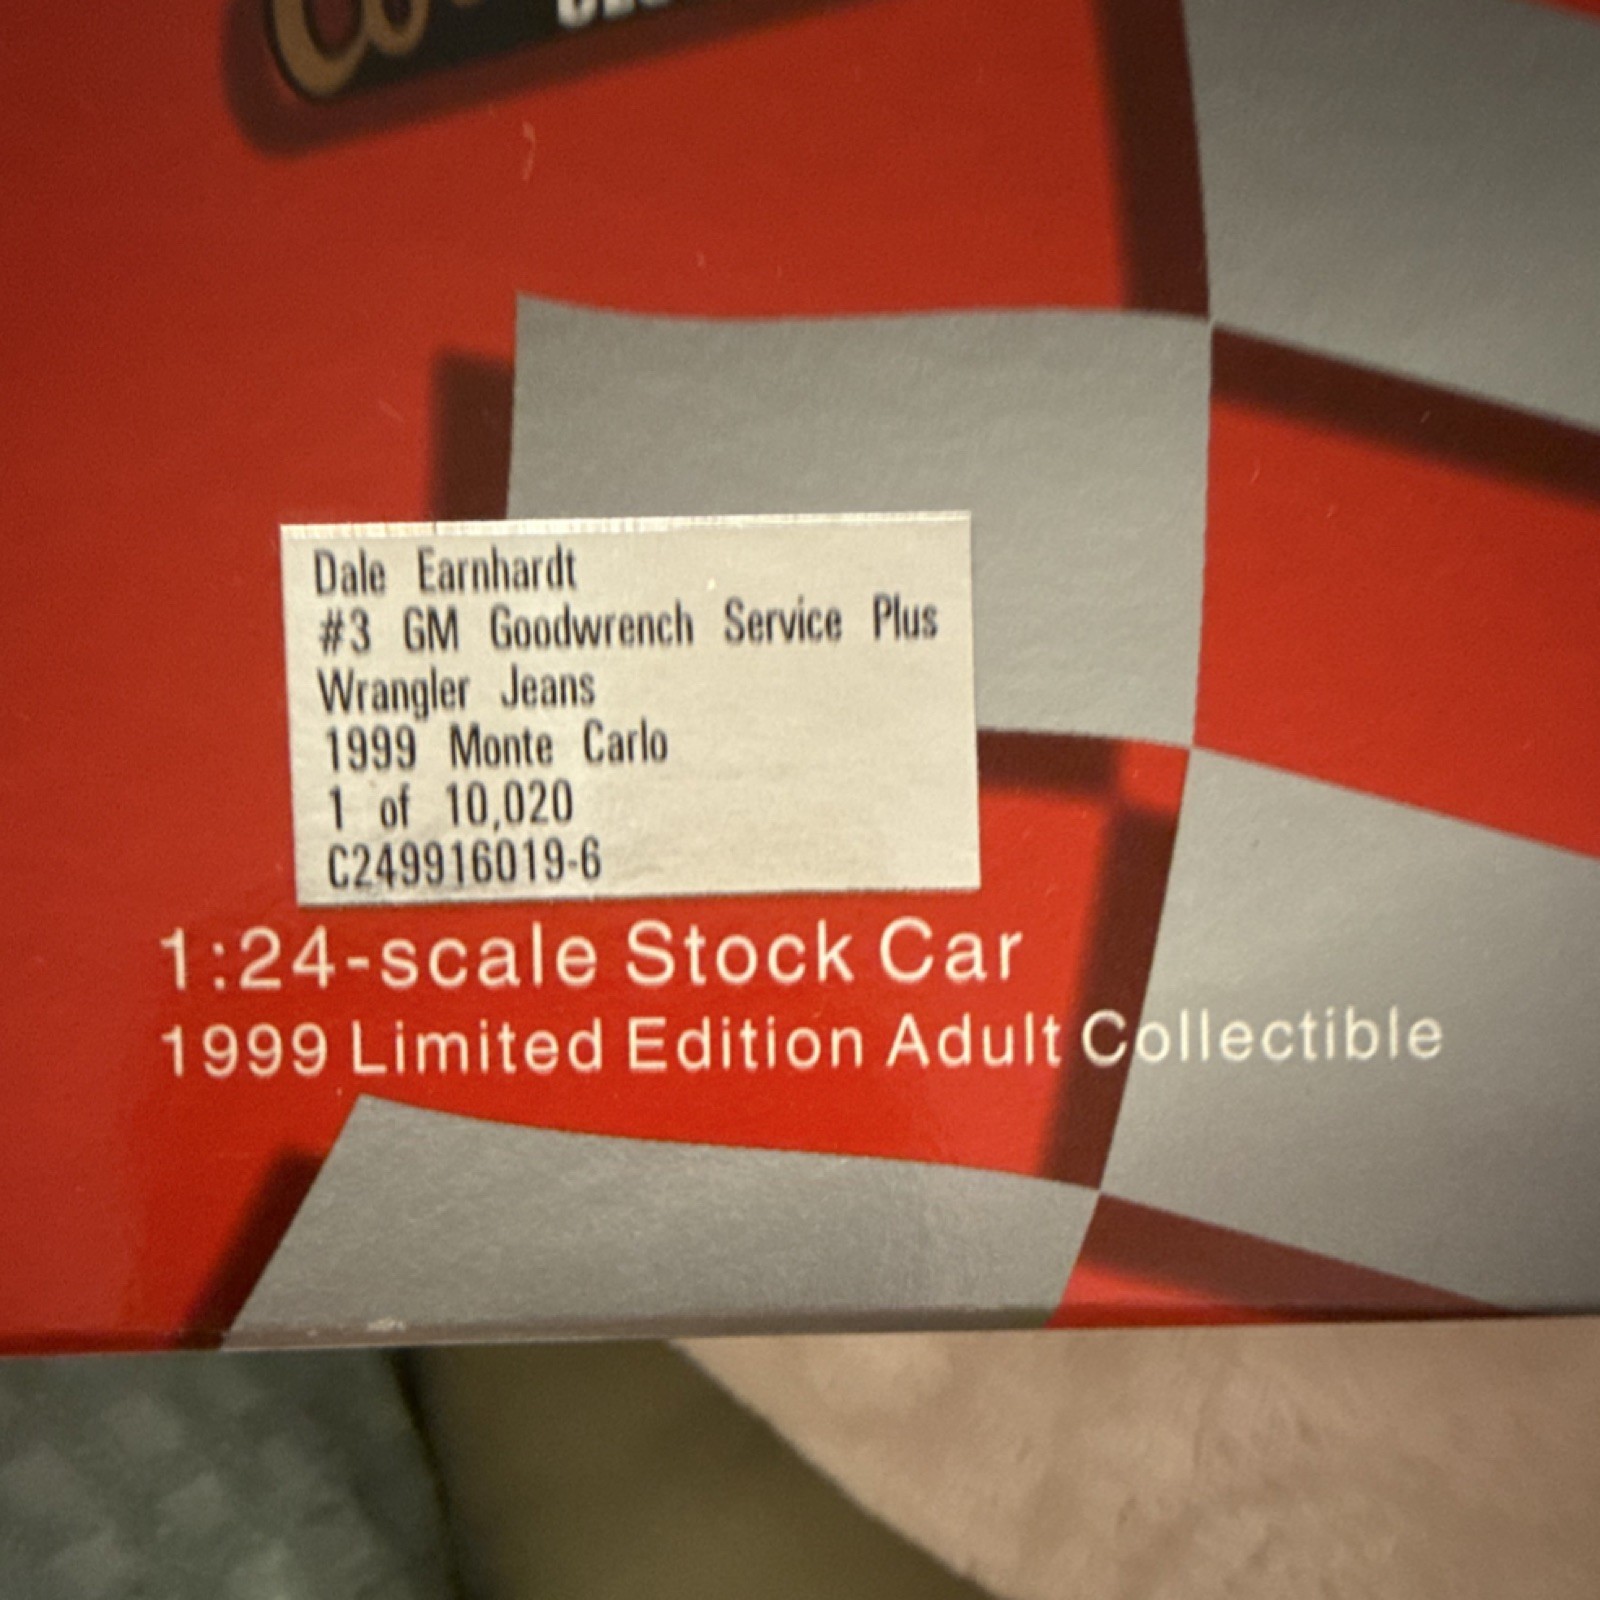 Dale Earnhardt
#3 GM Goodwrench Service Plus
Wrangler Jeans
1999 Monte Carlo
1 of 10,020
C249916019-6
1:24-scale Stock Car
1999 Limited Edition Adult Collectible